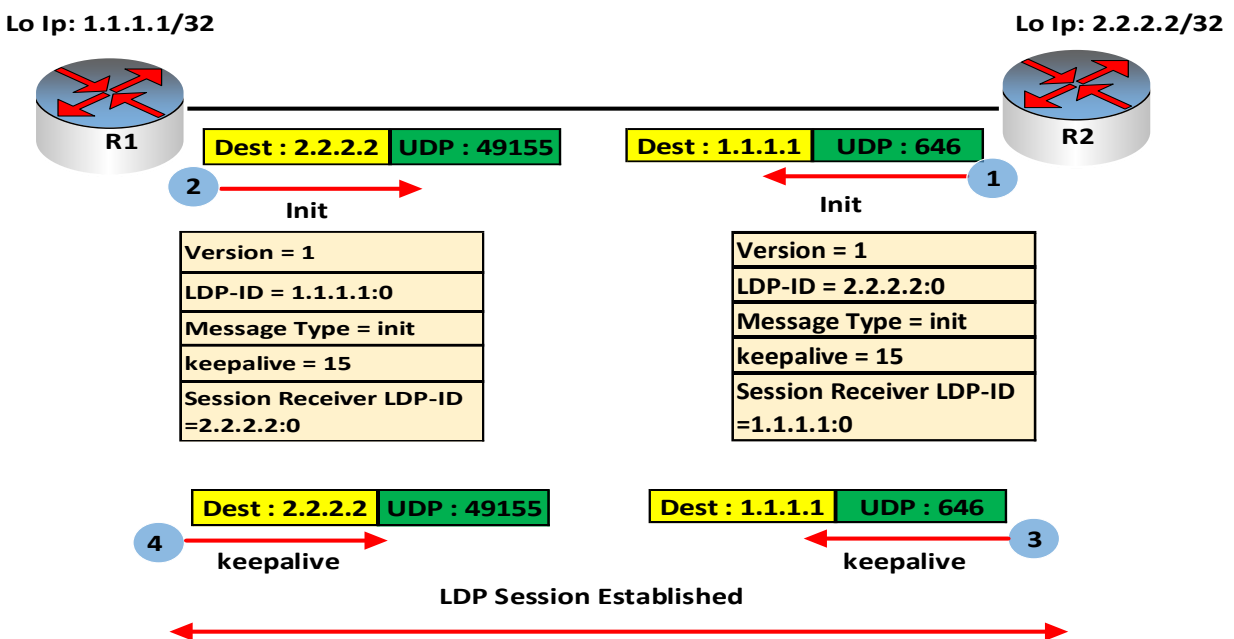 Lo Ip: 1.1.1.1/32
Lo Ip: 2.2.2.2/32
R1
R2
Dest : 2.2.2.2 UDP : 49155
Dest : 1.1.1.1 UDP : 646
2
1
Init
Init
Version = 1
LDP-ID = 1.1.1.1:0
Message Type = init
keepalive = 15
Session Receiver LDP-ID
=2.2.2.2:0
Version = 1
LDP-ID = 2.2.2.2:0
Message Type = init
keepalive = 15
Session Receiver LDP-ID
=1.1.1.1:0
Dest : 2.2.2.2 UDP : 49155
Dest : 1.1.1.1 UDP : 646
4
3
keepalive
keepalive
LDP Session Established